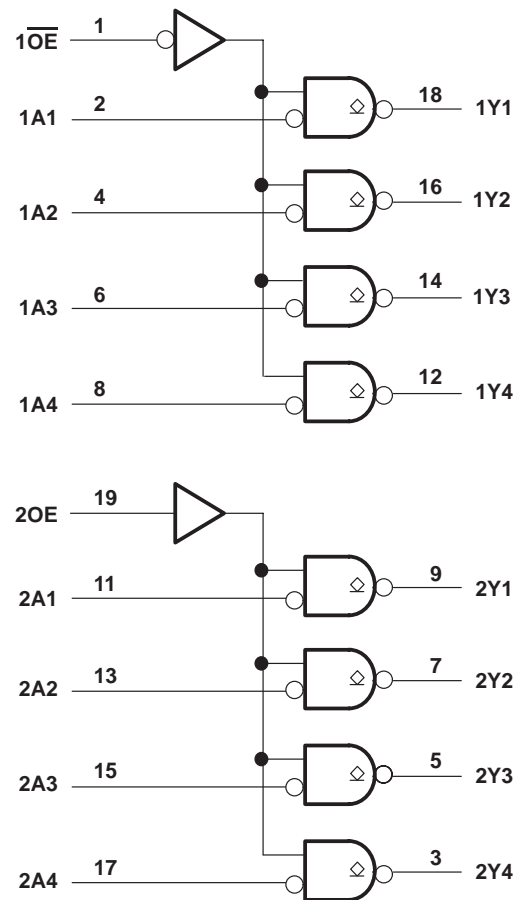 1O̅E̅ 1
1A1 2 18 1Y1
1A2 4 16 1Y2
1A3 6 14 1Y3
1A4 8 12 1Y4
2OE 19
2A1 11 9 2Y1
2A2 13 7 2Y2
2A3 15 5 2Y3
2A4 17 3 2Y4